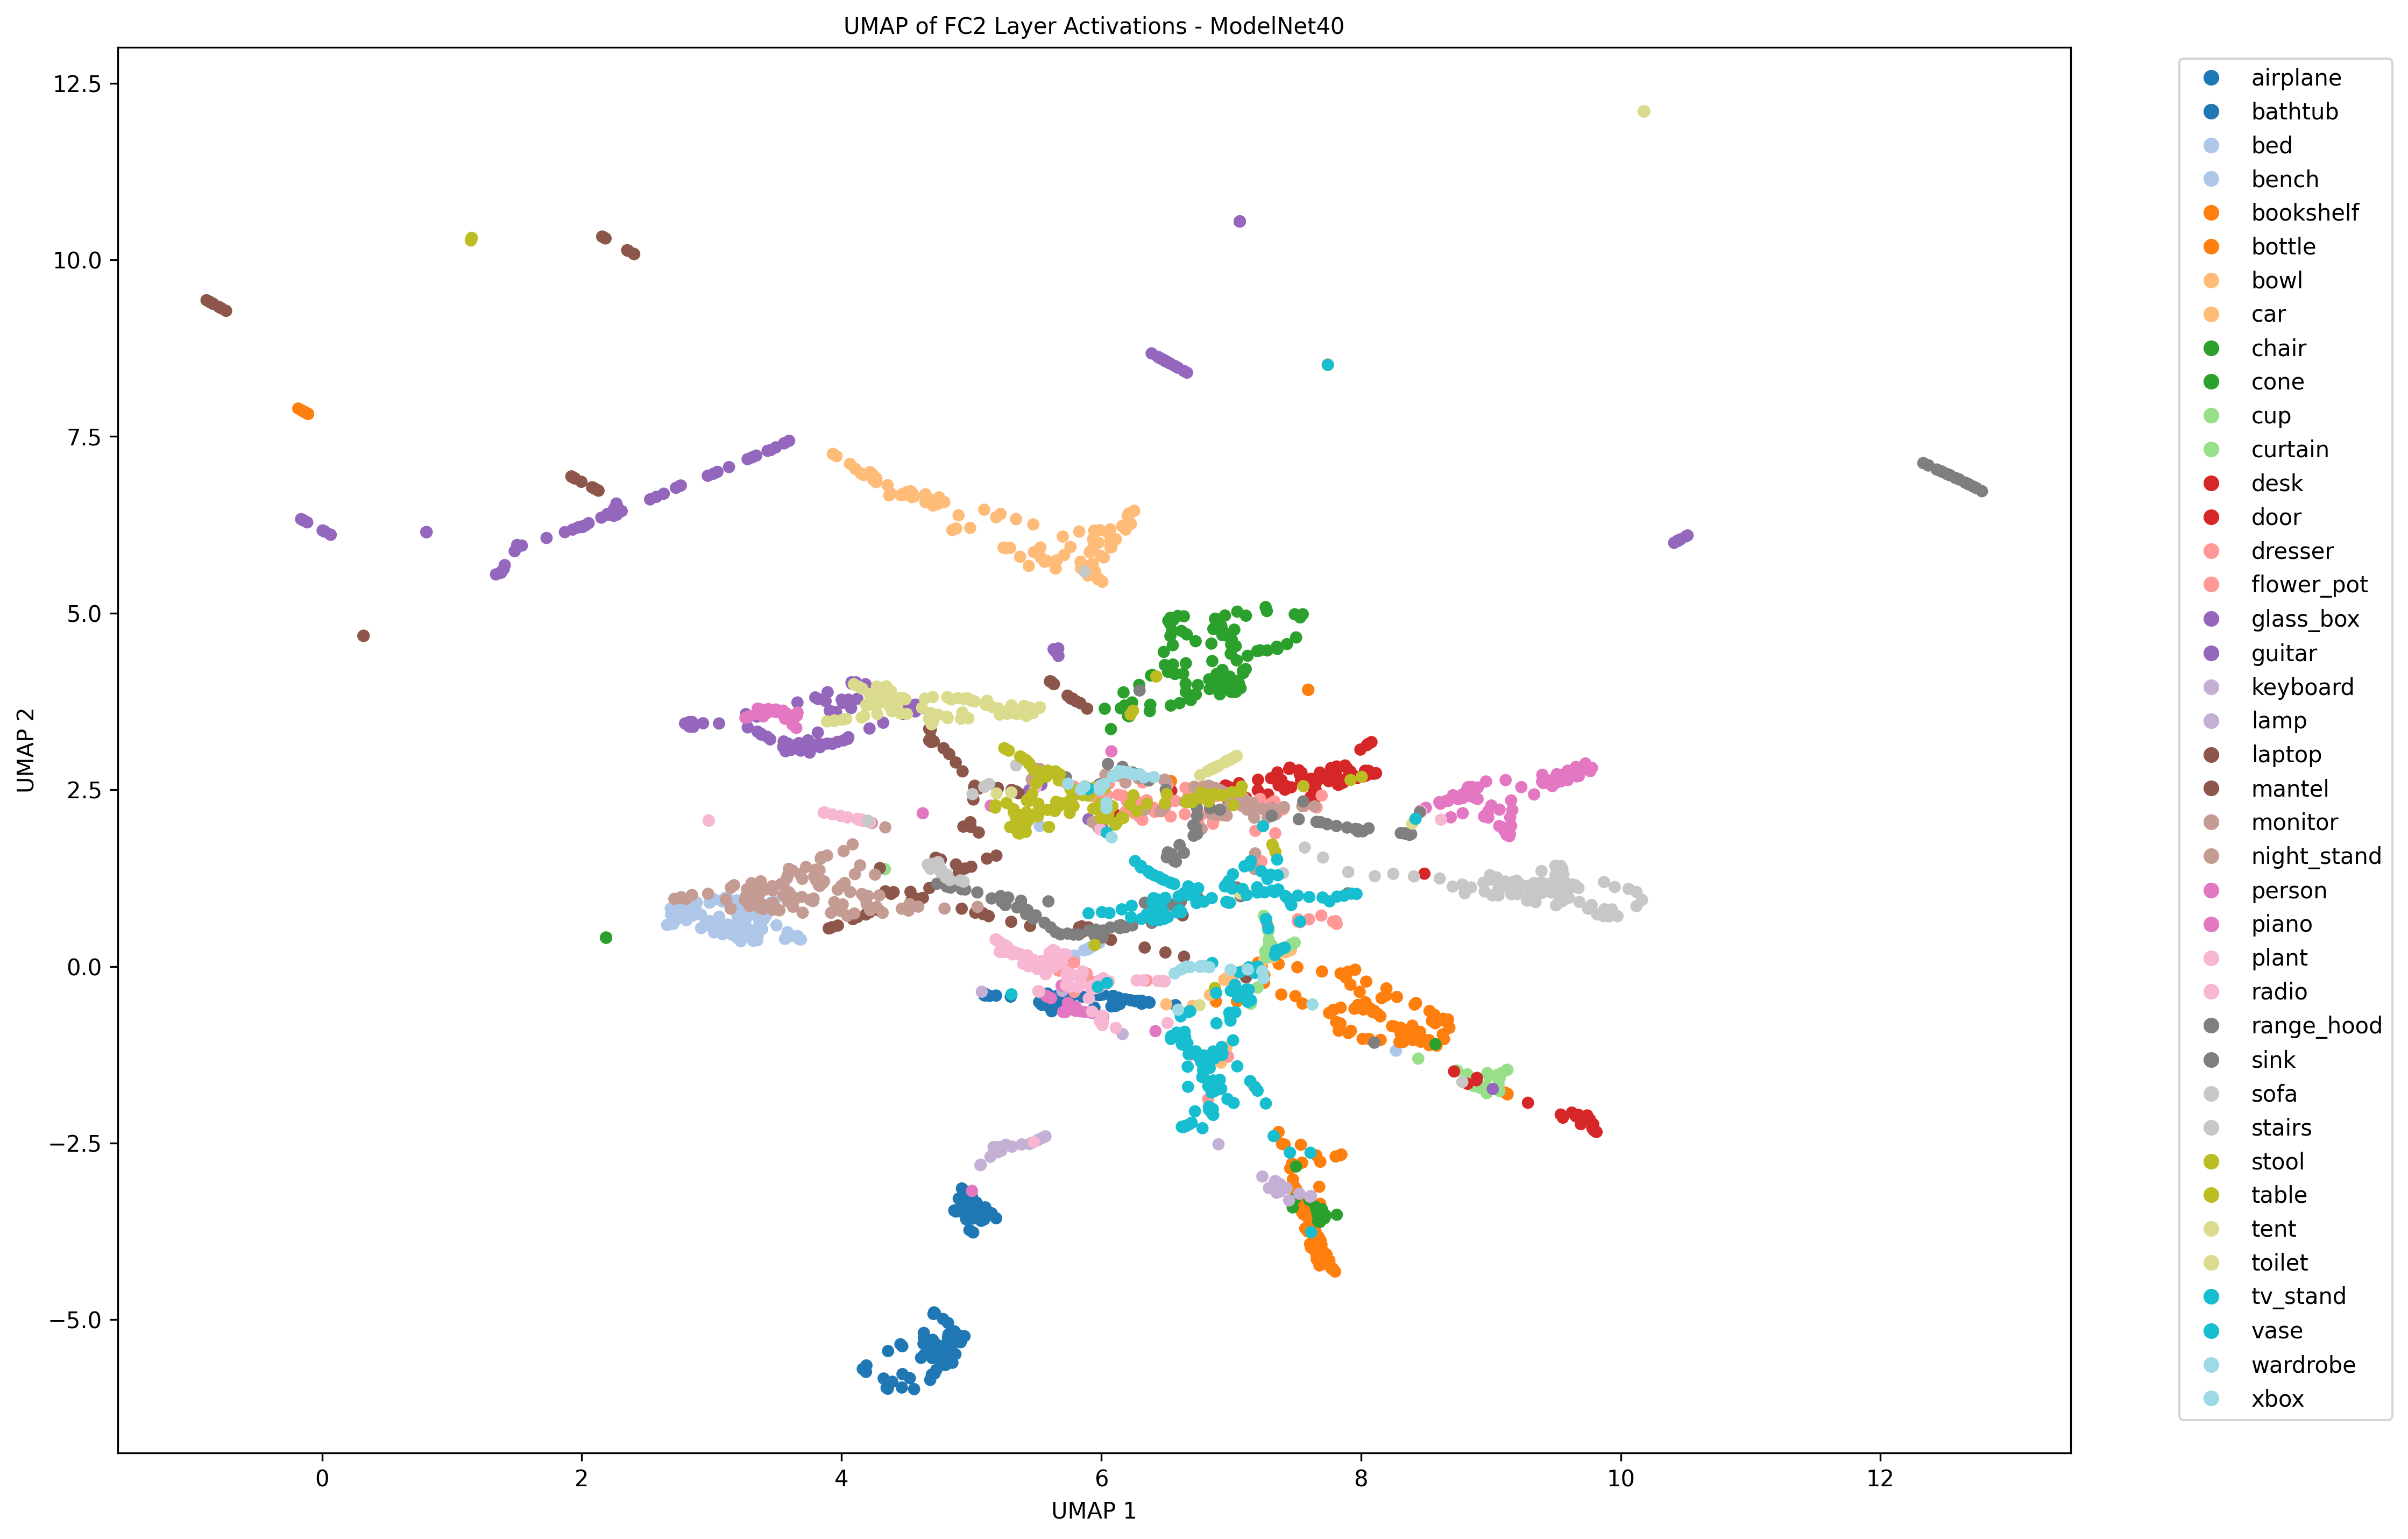 UMAP of FC2 Layer Activations - ModelNet40
12.5
10.0
7.5
5.0
2.5
0.0
−2.5
−5.0
UMAP 2
0
2
4
6
8
10
12
UMAP 1
airplane
bathtub
bed
bench
bookshelf
bottle
bowl
car
chair
cone
cup
curtain
desk
door
dresser
flower_pot
glass_box
guitar
keyboard
lamp
laptop
mantel
monitor
night_stand
person
piano
plant
radio
range_hood
sink
sofa
stairs
stool
table
tent
toilet
tv_stand
vase
wardrobe
xbox